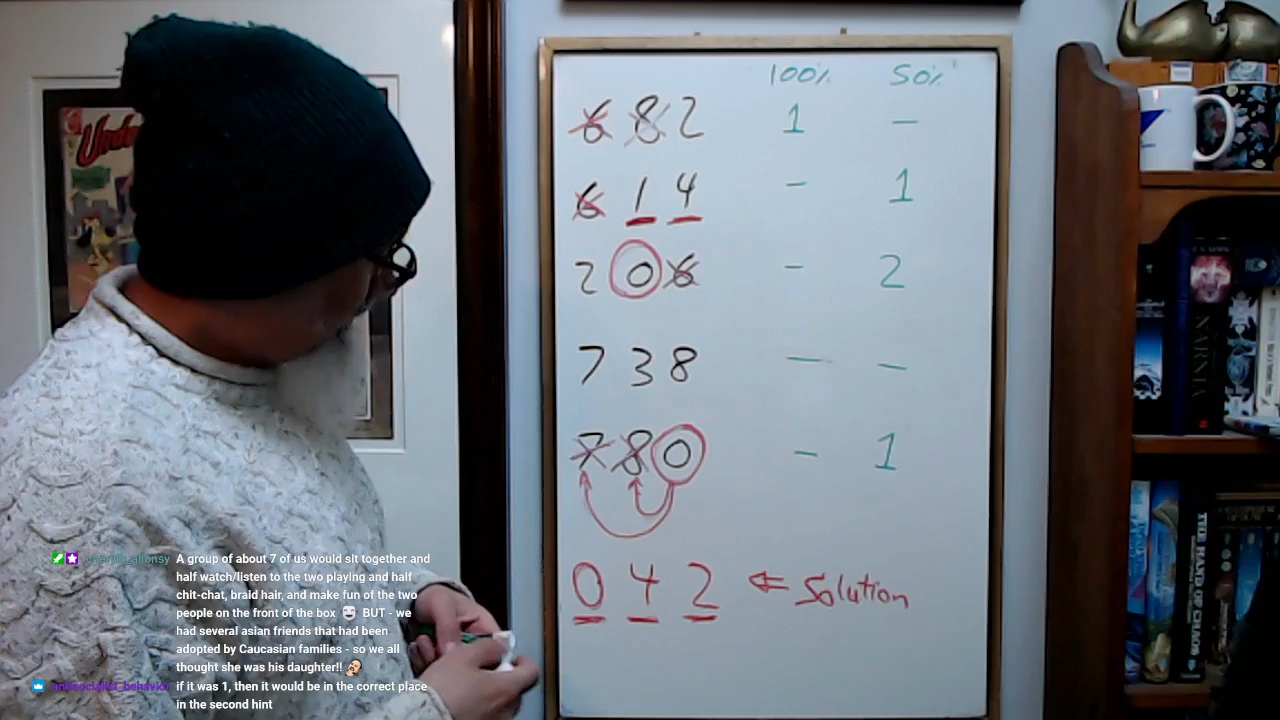 100% 50%
6 8 2 1 –
6 1 4 – 1
2 0 6 – 2
7 3 8 – –
7 8 0 – 1
0 4 2 ⇐ Solution
NARNIA
THE HAND OF CHAOS
A group of about 7 of us would sit together and
half watch/listen to the two playing and half
chit-chat, braid hair, and make fun of the two
people on the front of the box BUT - we
had several asian friends that had been
adopted by Caucasian families - so we all
thought she was his daughter!!
if it was 1, then it would be in the correct place
in the second hint